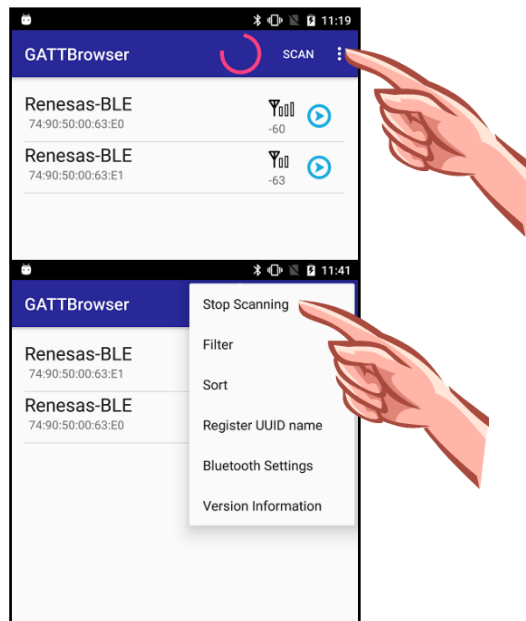 11:19
GATTBrowser SCAN
Renesas-BLE
74:90:50:00:63:E0
-60
Renesas-BLE
74:90:50:00:63:E1
-63
11:41
GATTBrowser
Stop Scanning
Renesas-BLE
74:90:50:00:63:E1
Filter
Sort
Renesas-BLE
74:90:50:00:63:E0
Register UUID name
Bluetooth Settings
Version Information